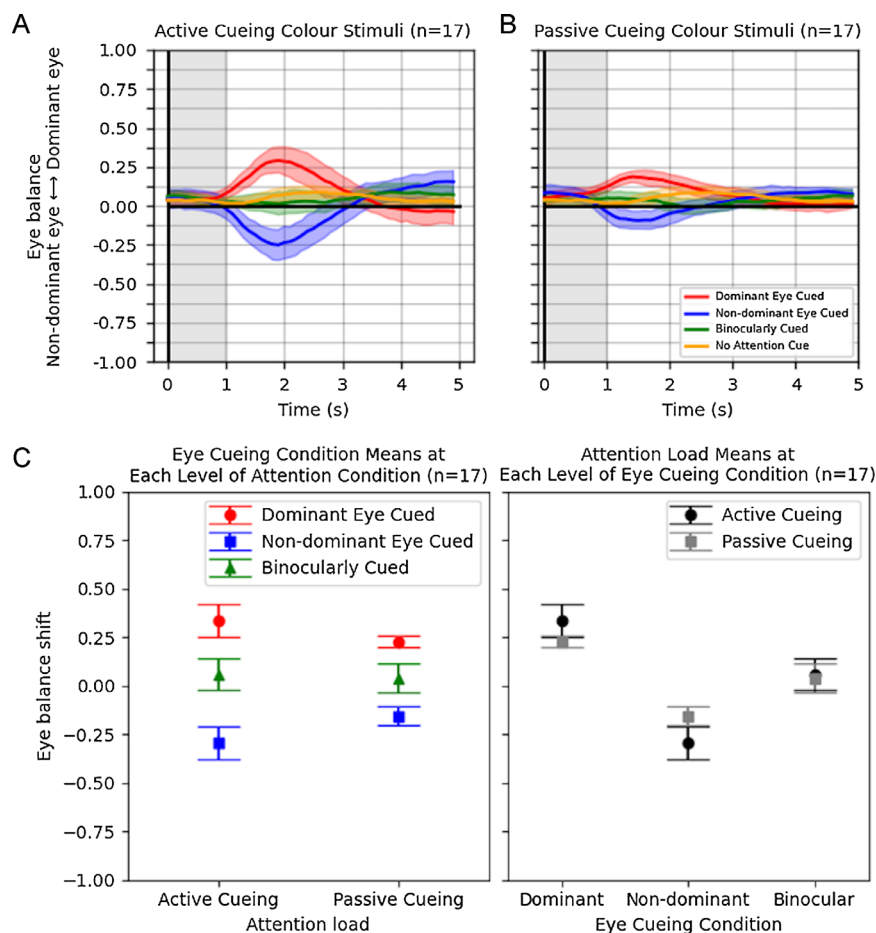 A
Active Cueing Colour Stimuli (n=17)
B
Passive Cueing Colour Stimuli (n=17)
Eye balance
Non-dominant eye ⟷ Dominant eye
1.00
0.75
0.50
0.25
0.00
-0.25
-0.50
-0.75
-1.00
0 1 2 3 4 5
Time (s)
Dominant Eye Cued
Non-dominant Eye Cued
Binocularly Cued
No Attention Cue
0 1 2 3 4 5
Time (s)
C
Eye Cueing Condition Means at
Each Level of Attention Condition (n=17)
Attention Load Means at
Each Level of Eye Cueing Condition (n=17)
Eye balance shift
1.00
0.75
0.50
0.25
0.00
−0.25
−0.50
−0.75
−1.00
Dominant Eye Cued
Non-dominant Eye Cued
Binocularly Cued
Active Cueing Passive Cueing
Attention load
Active Cueing
Passive Cueing
Dominant Non-dominant Binocular
Eye Cueing Condition